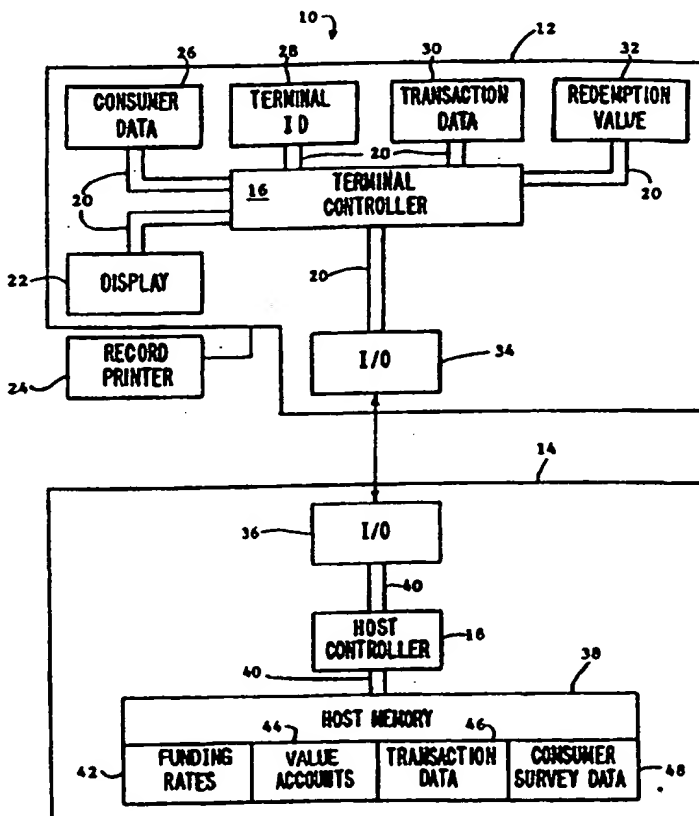 10
12
26
28
30
32
CONSUMER
DATA
TERMINAL
ID
TRANSACTION
DATA
REDEMPTION
VALUE
20
20
20
20
16
TERMINAL
CONTROLLER
22
DISPLAY
20
24
RECORD
PRINTER
I/O
34
14
36
I/O
40
HOST
CONTROLLER
18
40
38
HOST MEMORY
44
46
42
FUNDING
RATES
VALUE
ACCOUNTS
TRANSACTION
DATA
CONSUMER
SURVEY DATA
48